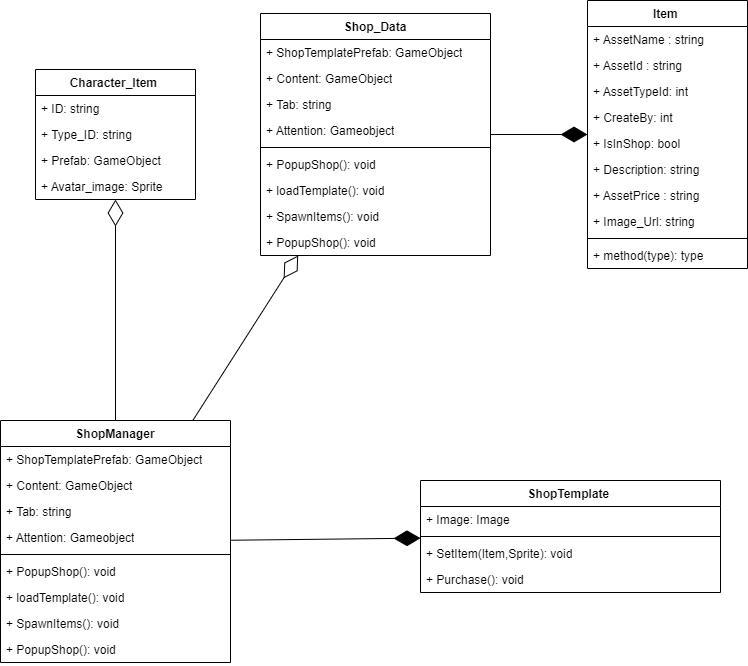 Character_Item
+ ID: string
+ Type_ID: string
+ Prefab: GameObject
+ Avatar_image: Sprite
Shop_Data
+ ShopTemplatePrefab: GameObject
+ Content: GameObject
+ Tab: string
+ Attention: Gameobject
+ PopupShop(): void
+ loadTemplate(): void
+ SpawnItems(): void
+ PopupShop(): void
Item
+ AssetName : string
+ AssetId : string
+ AssetTypeId: int
+ CreateBy: int
+ IsInShop: bool
+ Description: string
+ AssetPrice : string
+ Image_Url: string
+ method(type): type
ShopManager
+ ShopTemplatePrefab: GameObject
+ Content: GameObject
+ Tab: string
+ Attention: Gameobject
+ PopupShop(): void
+ loadTemplate(): void
+ SpawnItems(): void
+ PopupShop(): void
ShopTemplate
+ Image: Image
+ SetItem(Item,Sprite): void
+ Purchase(): void